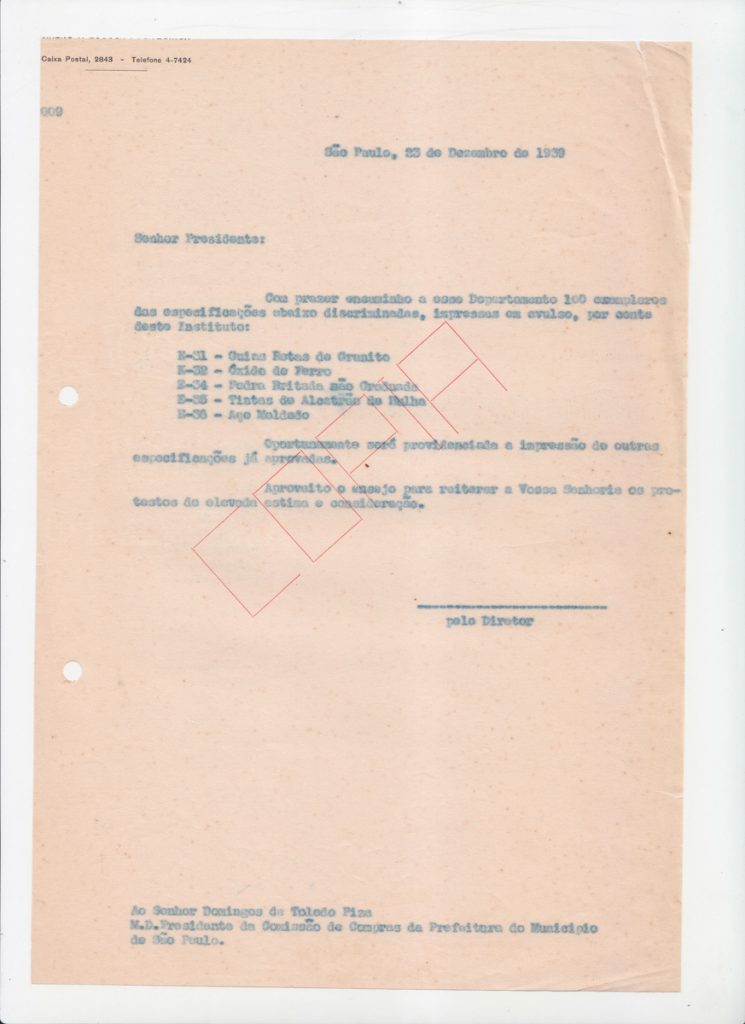 Caixa Postal, 2843 - Telefone 4-7424
609
São Paulo, 23 de Dezembro de 1939
Senhor Presidente:
Com prazer encaminho a esse Departamento 100 exemplares
das especificações abaixo discriminadas, impressas em avulso, por conta
deste Instituto:
E-31 - Guias Retas de Granito
E-32 - Óxido de Ferro
E-34 - Pedra Britada não Graduada
E-35 - Tintas de Alcatrão de Hulha
E-36 - Aço Moldado
Oportunamente será providenciada a impressão de outras
especificações já aprovadas.
Aproveito o ensejo para reiterar a Vossa Senhoria os pro-
testos de elevada estima e consideração.
pelo Diretor
Ao Senhor Domingos de Toledo Piza
M.D.Presidente da Comissão de Compras da Prefeitura do Municipio
de São Paulo.